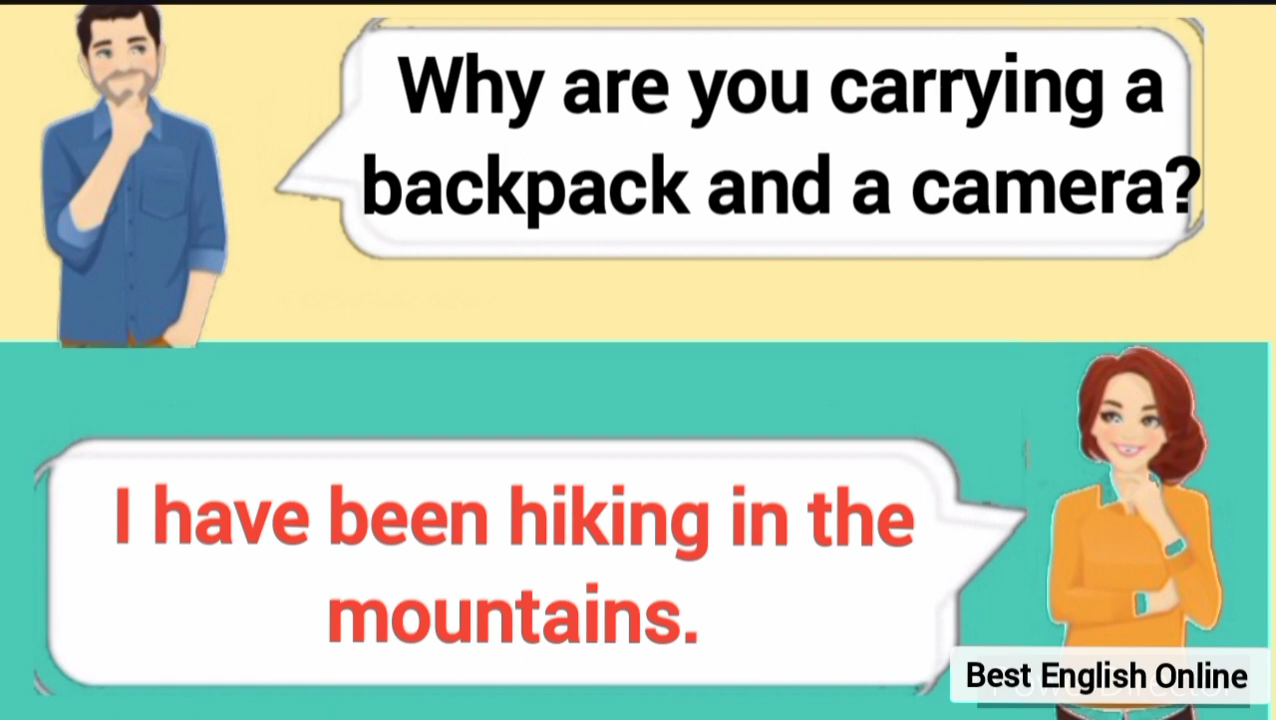 Why are you carrying a
backpack and a camera?
I have been hiking in the
mountains.
Best English Online